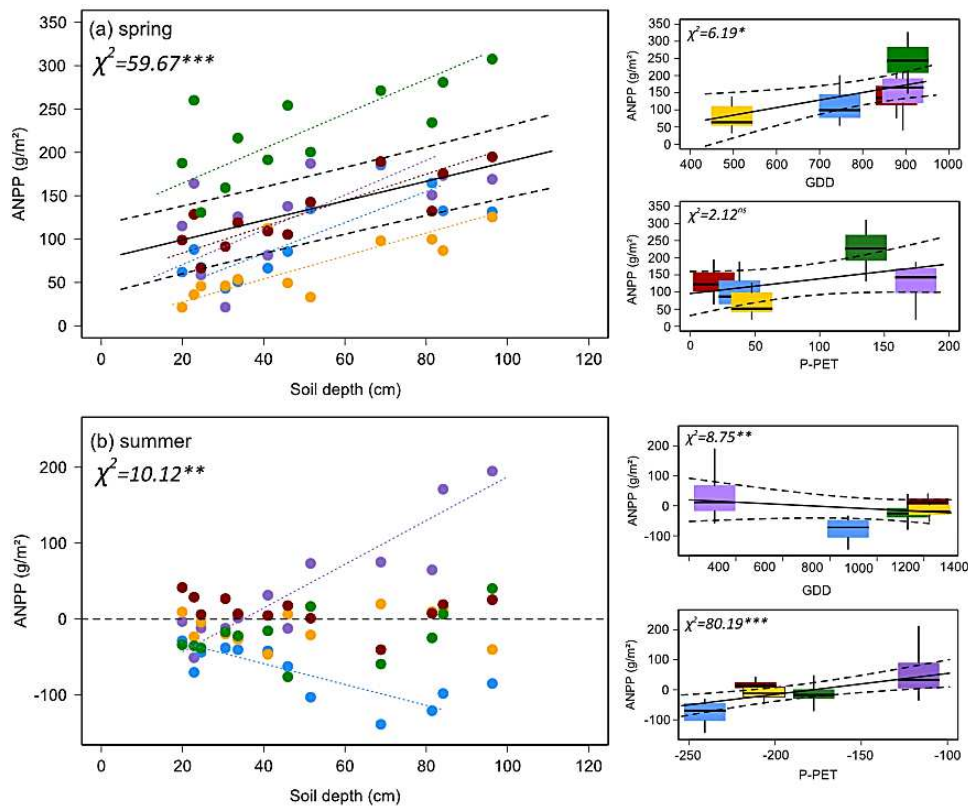 (a) spring
χ²=59.67***
ANPP (g/m²)
350
300
250
200
150
100
50
0
0 20 40 60 80 100 120
Soil depth (cm)
χ²=6.19*
ANPP (g/m²)
350
300
250
200
150
100
50
0
400 500 600 700 800 900 1000
GDD
χ²=2.12ns
ANPP (g/m²)
350
300
250
200
150
100
50
0
0 50 100 150 200
P-PET
(b) summer
χ²=10.12**
ANPP (g/m²)
200
100
0
-100
0 20 40 60 80 100 120
Soil depth (cm)
χ²=8.75**
ANPP (g/m²)
200
100
0
-100
400 600 800 1000 1200 1400
GDD
χ²=80.19***
ANPP (g/m²)
200
100
0
-100
-250 -200 -150 -100
P-PET